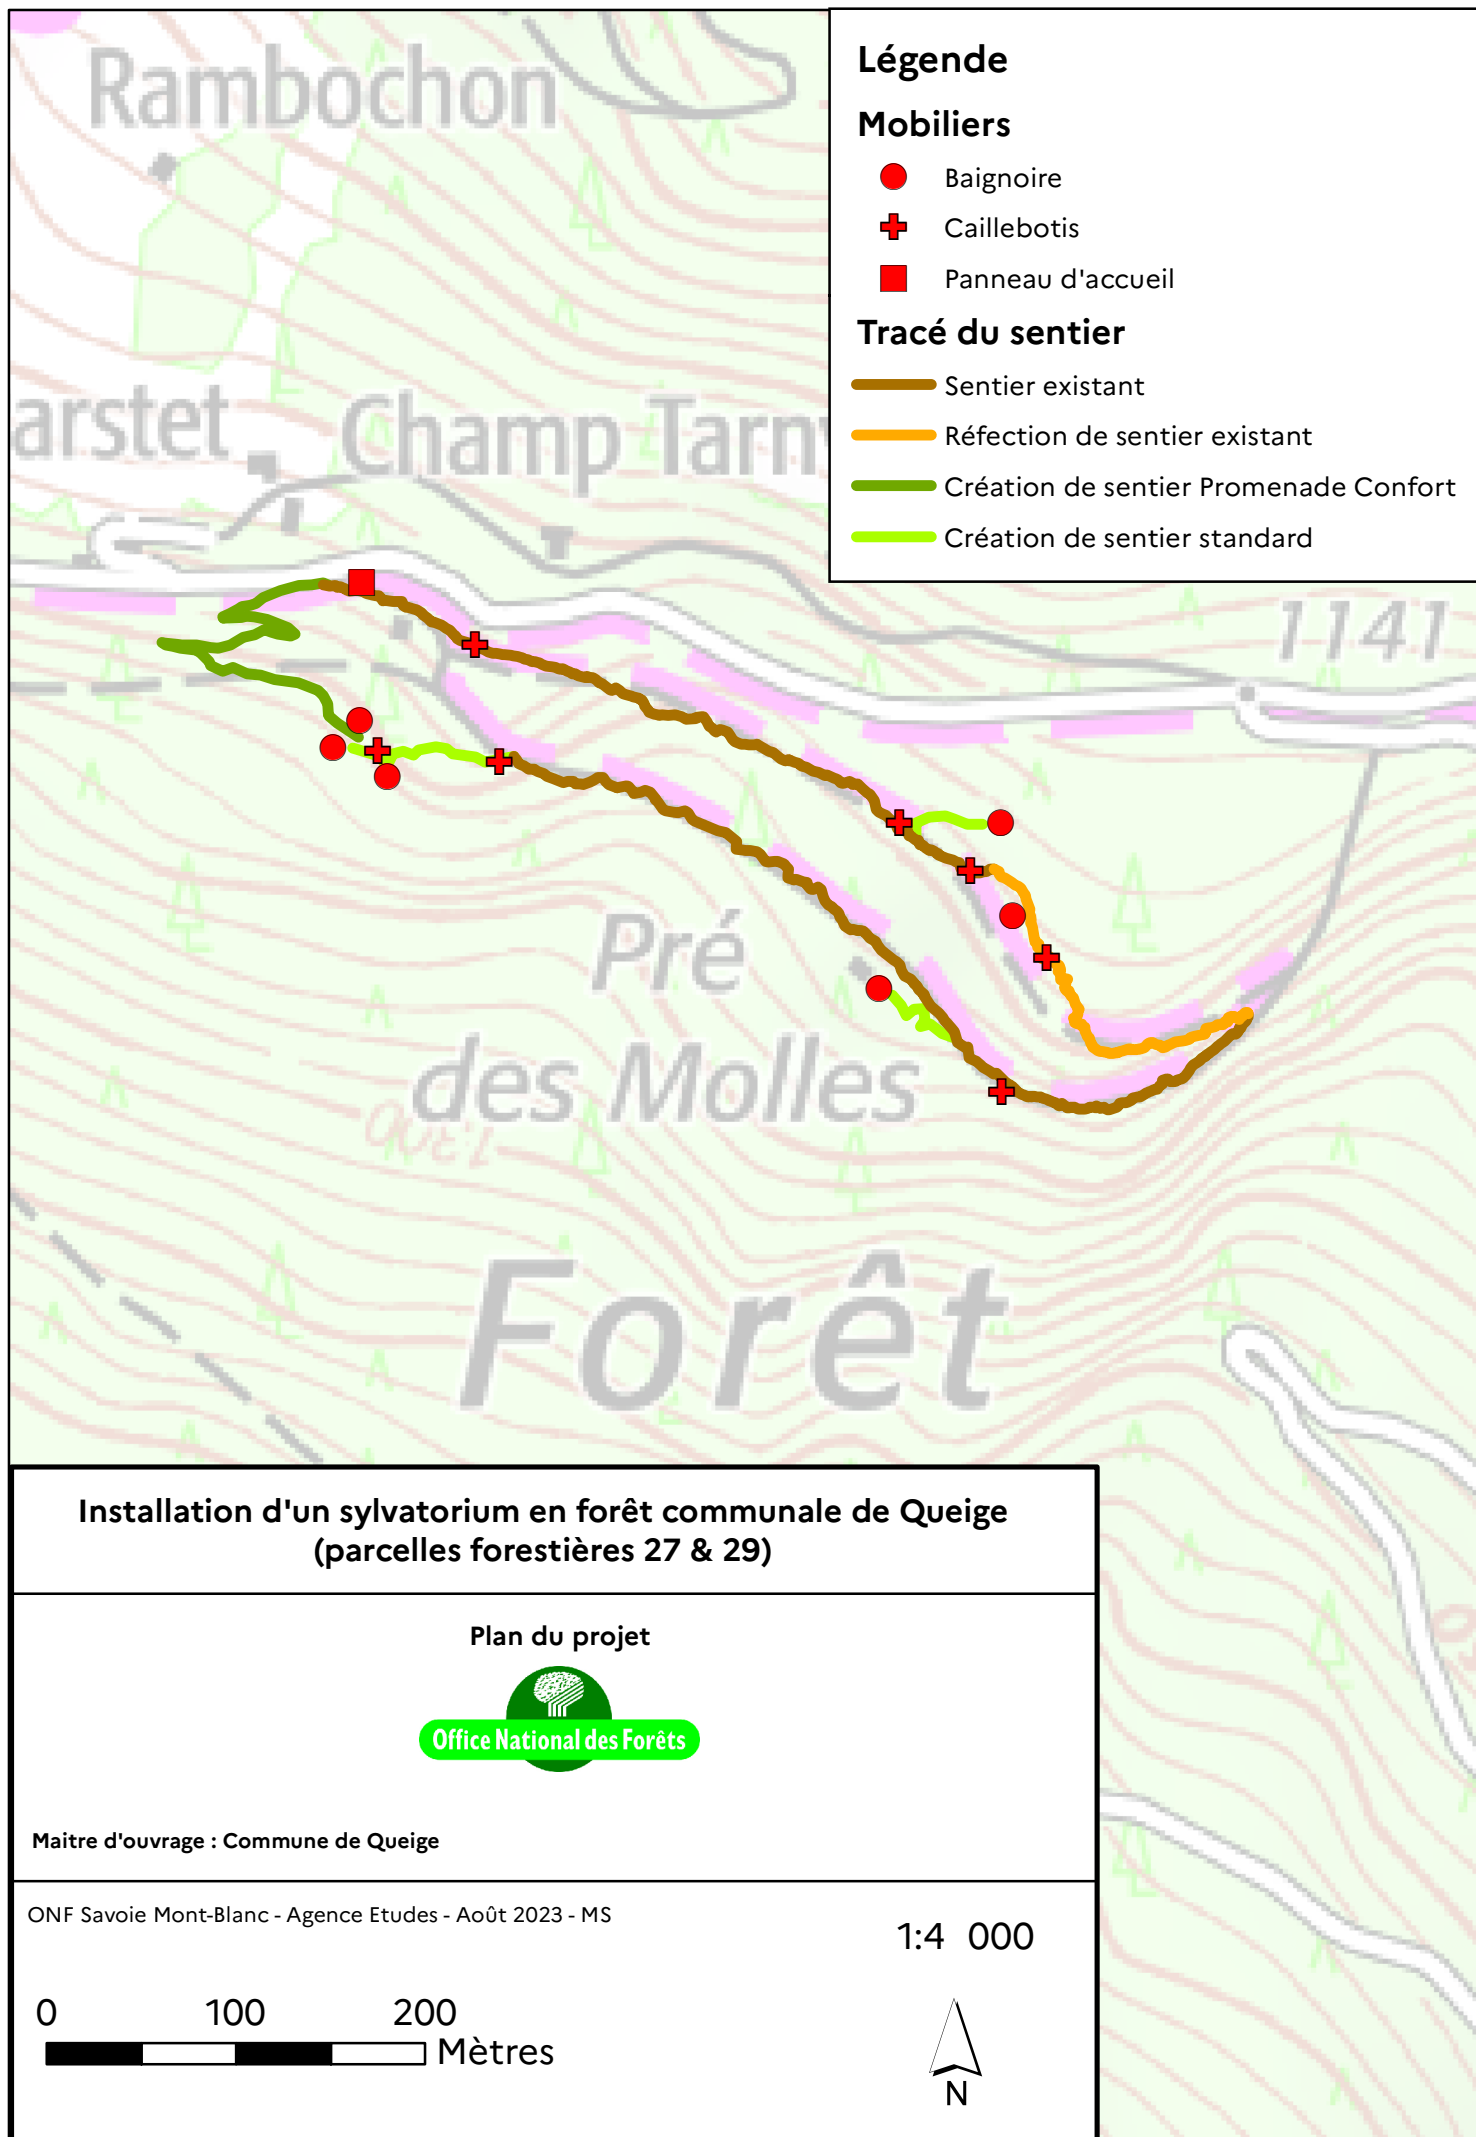 Rambochon
arstet
Champ Tarn
1141
Pré
des Molles
Forêt
Légende
Mobiliers
Baignoire
Caillebotis
Panneau d'accueil
Tracé du sentier
Sentier existant
Réfection de sentier existant
Création de sentier Promenade Confort
Création de sentier standard
Installation d'un sylvatorium en forêt communale de Queige
(parcelles forestières 27 & 29)
Plan du projet
Office National des Forêts
Maitre d'ouvrage : Commune de Queige
ONF Savoie Mont-Blanc - Agence Etudes - Août 2023 - MS
1:4 000
0 100 200
Mètres
N